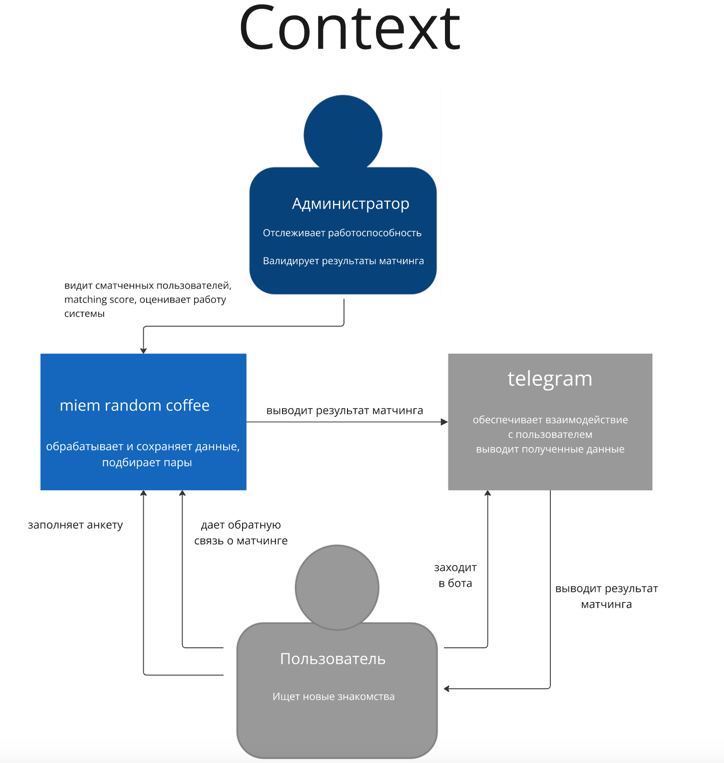 Context
Администратор
Отслеживает работоспособность
Валидирует результаты матчинга
видит сматченных пользователей,
matching score, оценивает работу
системы
miem random coffee
обрабатывает и сохраняет данные,
подбирает пары
выводит результат матчинга
telegram
обеспечивает взаимодействие
с пользователем
выводит полученные данные
заполняет анкету
дает обратную
связь о матчинге
заходит
в бота
выводит результат
матчинга
Пользователь
Ищет новые знакомства